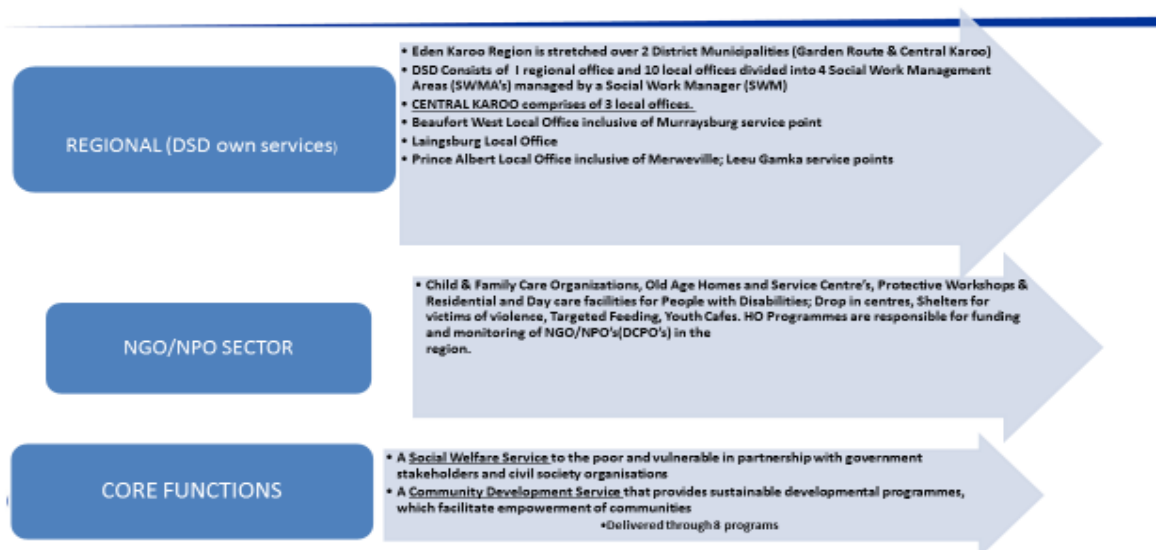 REGIONAL (DSD own services)
• Eden Karoo Region is stretched over 2 District Municipalities (Garden Route & Central Karoo)
• DSD Consists of I regional office and 10 local offices divided into 4 Social Work Management
Areas (SWMA's) managed by a Social Work Manager (SWM)
• CENTRAL KAROO comprises of 3 local offices.
• Beaufort West Local Office inclusive of Murraysburg service point
• Laingsburg Local Office
• Prince Albert Local Office inclusive of Merweville; Leeu Gamka service points
NGO/NPO SECTOR
• Child & Family Care Organizations, Old Age Homes and Service Centre's, Protective Workshops &
Residential and Day care facilities for People with Disabilities; Drop in centres, Shelters for
victims of violence, Targeted Feeding, Youth Cafes. HO Programmes are responsible for funding
and monitoring of NGO/NPO's(DCPO's) in the
region.
CORE FUNCTIONS
• A Social Welfare Service to the poor and vulnerable in partnership with government
stakeholders and civil society organisations
• A Community Development Service that provides sustainable developmental programmes,
which facilitate empowerment of communities
•Delivered through 8 programs